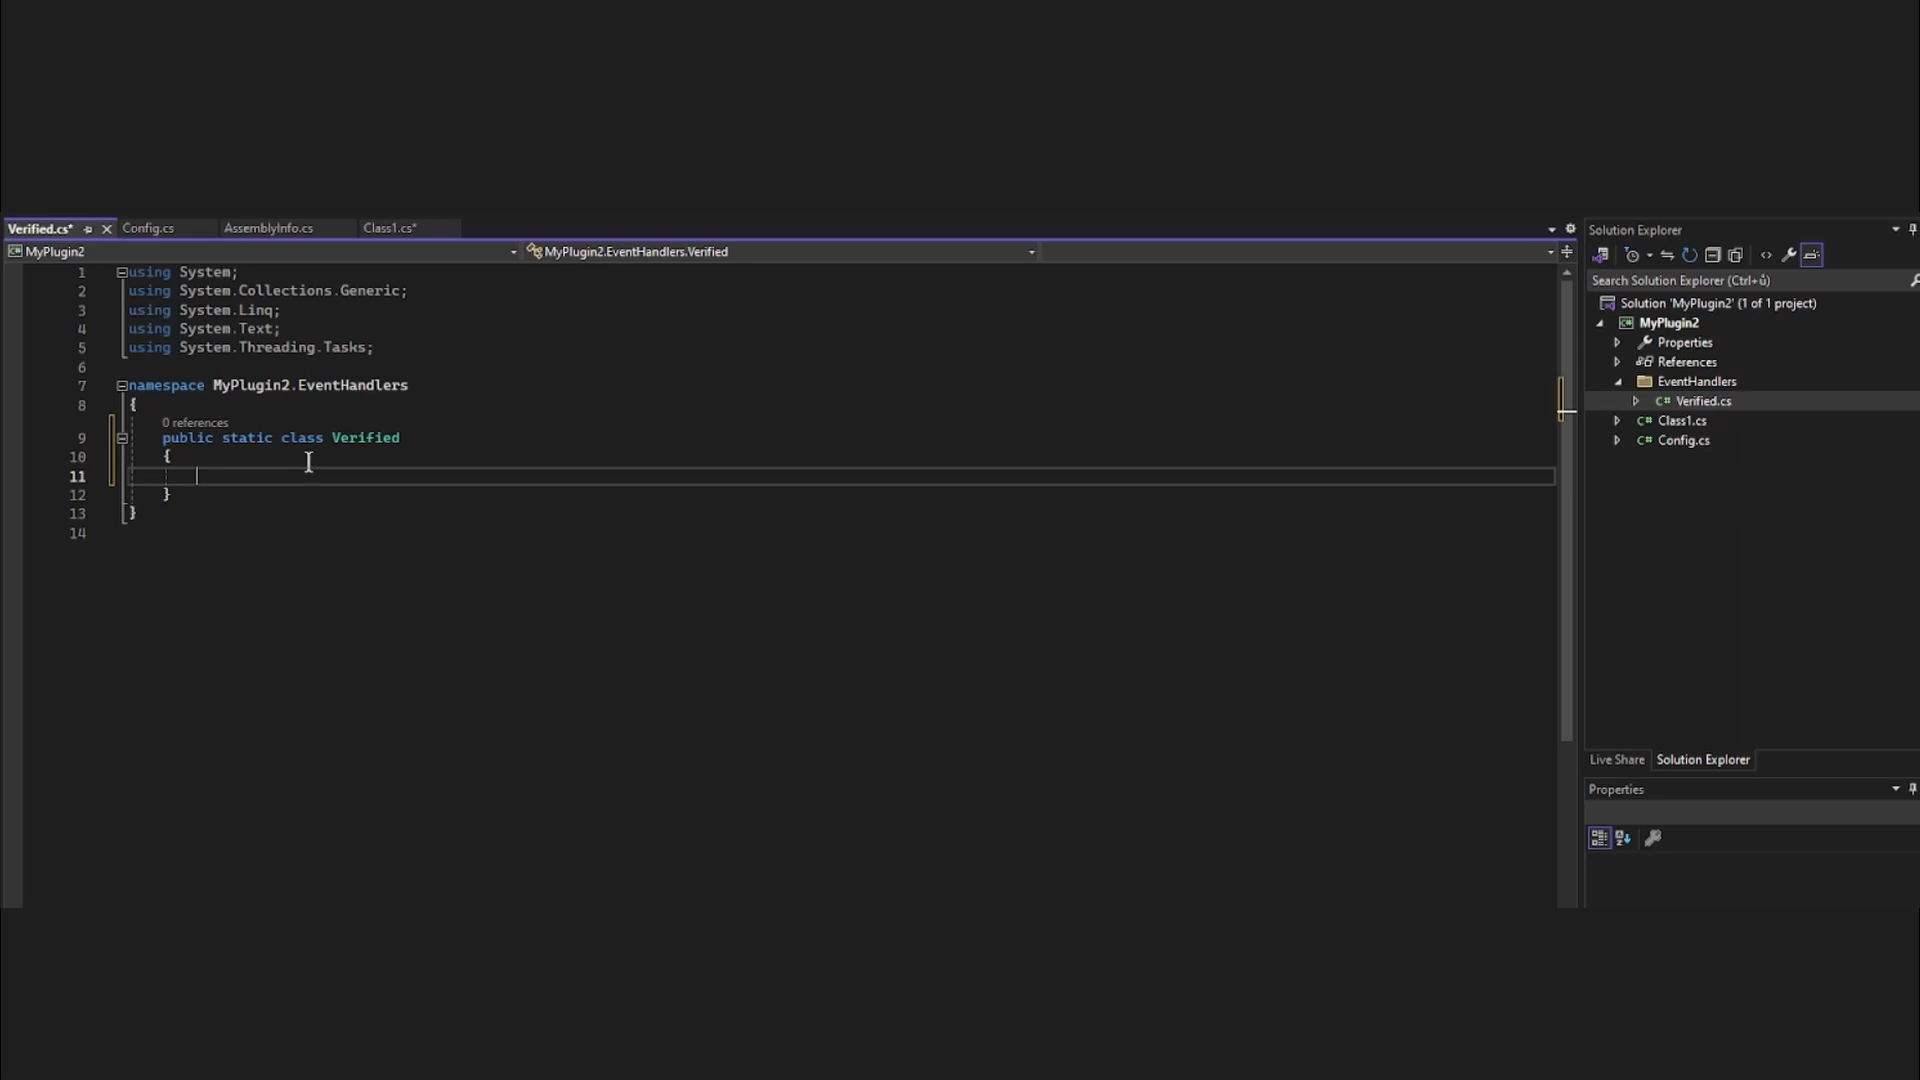 Verified.cs*
Config.cs
AssemblyInfo.cs
Class1.cs*
MyPlugin2
MyPlugin2.EventHandlers.Verified
1 using System;
2 using System.Collections.Generic;
3 using System.Linq;
4 using System.Text;
5 using System.Threading.Tasks;
6
7 namespace MyPlugin2.EventHandlers
8 {
0 references
9 public static class Verified
10 {
11
12 }
13 }
14
Solution Explorer
Search Solution Explorer (Ctrl+ů)
Solution 'MyPlugin2' (1 of 1 project)
C# MyPlugin2
Properties
References
EventHandlers
C# Verified.cs
C# Class1.cs
C# Config.cs
Live Share
Solution Explorer
Properties